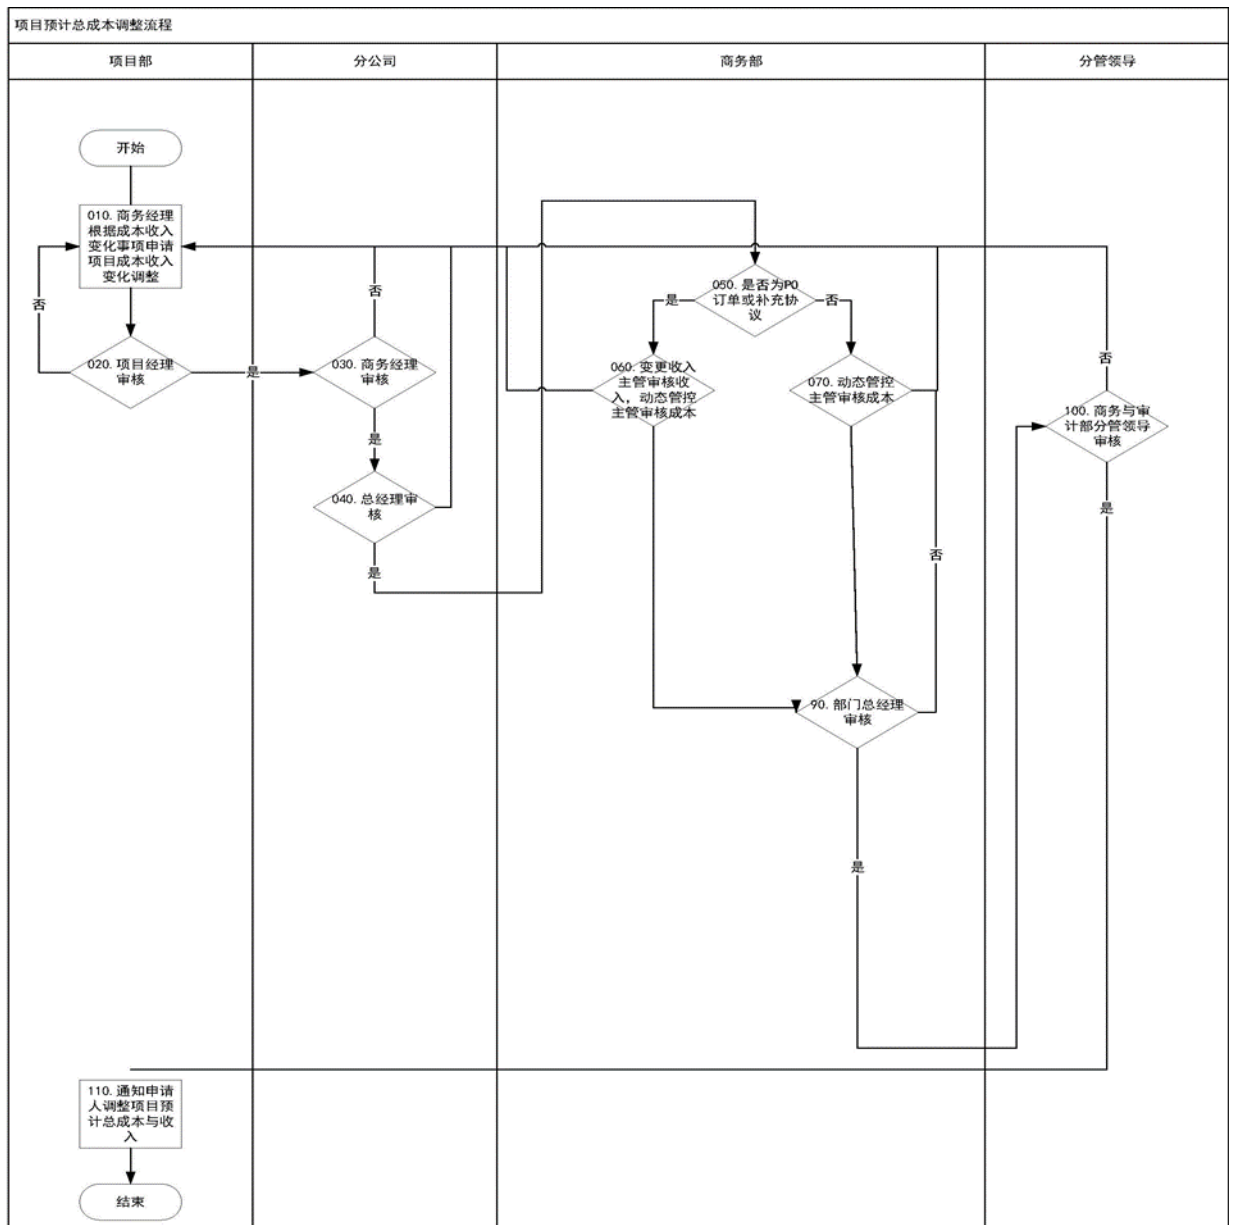 项目预计总成本调整流程
项目部
分公司
商务部
分管领导
开始
010. 商务经理
根据成本收入
变化事项申请
项目成本收入
变化调整
否
020. 项目经理
审核
是
否
030. 商务经理
审核
是
040. 总经理审
核
是
050. 是否为PO
订单或补充协
议
是
否
060. 变更收入
主管审核收
入，动态管控
主管审核成本
070. 动态管控
主管审核成本
否
90. 部门总经理
审核
是
否
100. 商务与审
计部分管领导
审核
是
110. 通知申请
人调整项目预
计总成本与收
入
结束